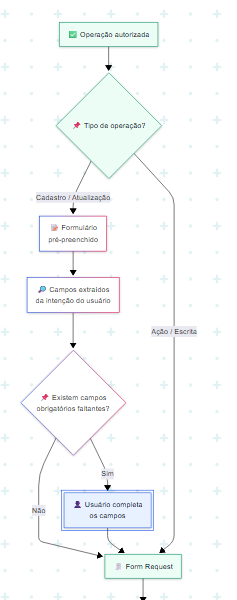 ✅ Operação autorizada
📌 Tipo de operação?
Cadastro / Atualização
📝 Formulário
pré-preenchido
🔎 Campos extraídos
da intenção do usuário
Ação / Escrita
📌 Existem campos
obrigatórios faltantes?
Sim
Não
👤 Usuário completa
os campos
🧾 Form Request